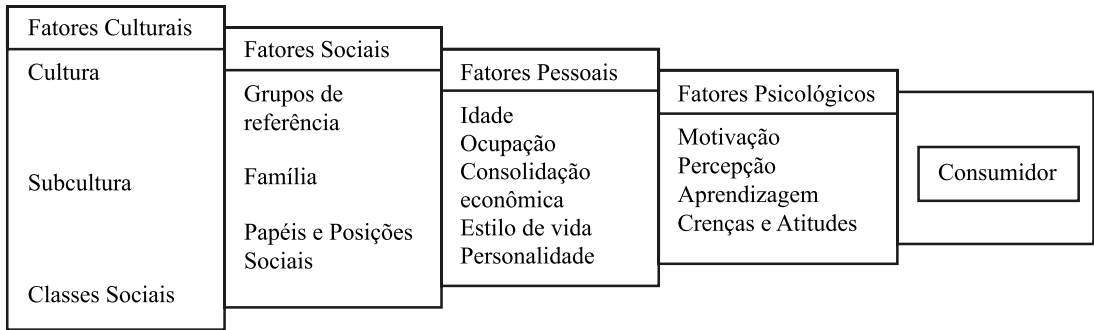 Fatores Culturais
Cultura
Subcultura
Classes Sociais
Fatores Sociais
Grupos de
referência
Família
Papéis e Posições
Sociais
Fatores Pessoais
Idade
Ocupação
Consolidação
econômica
Estilo de vida
Personalidade
Fatores Psicológicos
Motivação
Percepção
Aprendizagem
Crenças e Atitudes
Consumidor